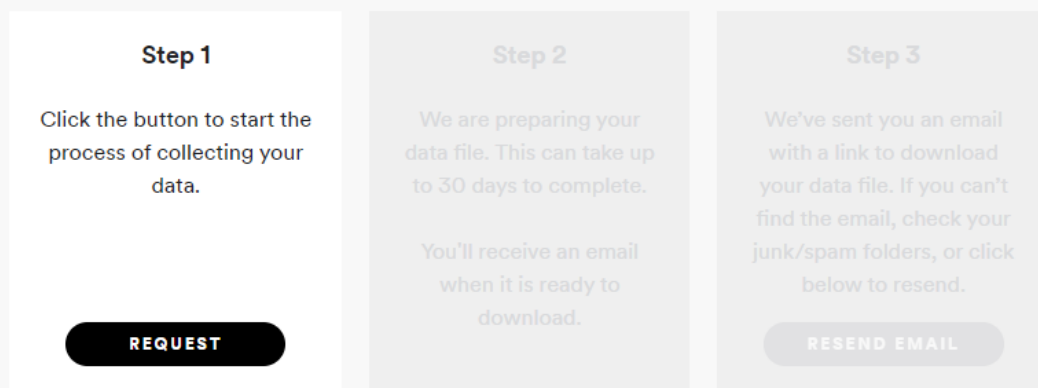 Step 1
Click the button to start the
process of collecting your
data.
REQUEST
Step 2
We are preparing your
data file. This can take up
to 30 days to complete.
You'll receive an email
when it is ready to
download.
Step 3
We've sent you an email
with a link to download
your data file. If you can't
find the email, check your
junk/spam folders, or click
below to resend.
RESEND EMAIL